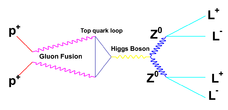 Top quark loop
p⁺
Gluon Fusion
p⁺
Higgs Boson
Z⁰
Z⁰
L⁺
L⁻
L⁺
L⁻